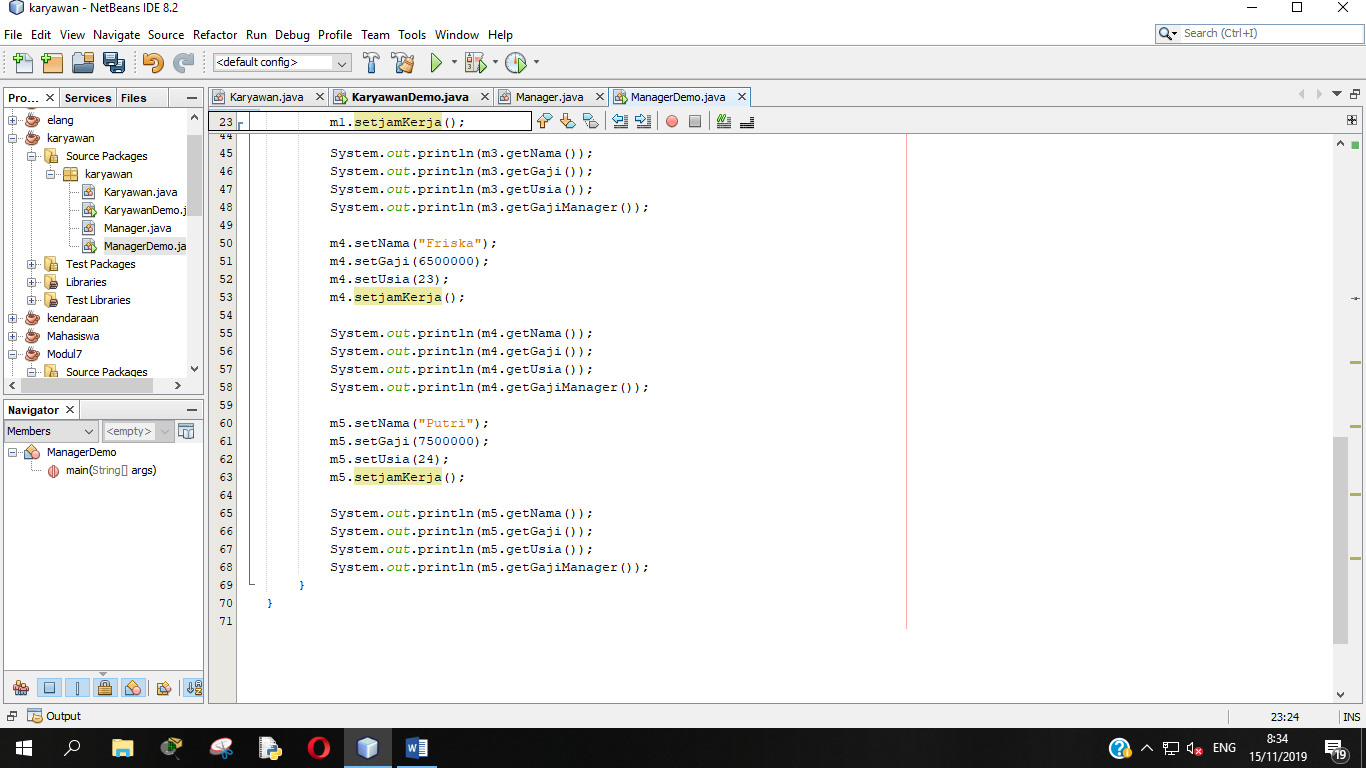 karyawan - NetBeans IDE 8.2
File Edit View Navigate Source Refactor Run Debug Profile Team Tools Window Help
Search (Ctrl+I)
<default config>
Pro... Services Files
Karyawan.java KaryawanDemo.java Manager.java ManagerDemo.java
elang
karyawan
Source Packages
karyawan
Karyawan.java
KaryawanDemo.j
Manager.java
ManagerDemo.ja
Test Packages
Libraries
Test Libraries
kendaraan
Mahasiswa
Modul7
Source Packages
Navigator
Members <empty>
ManagerDemo
main(String[] args)
23 m1.setjamKerja();
44
45 System.out.println(m3.getNama());
46 System.out.println(m3.getGaji());
47 System.out.println(m3.getUsia());
48 System.out.println(m3.getGajiManager());
49
50 m4.setNama("Friska");
51 m4.setGaji(6500000);
52 m4.setUsia(23);
53 m4.setjamKerja();
54
55 System.out.println(m4.getNama());
56 System.out.println(m4.getGaji());
57 System.out.println(m4.getUsia());
58 System.out.println(m4.getGajiManager());
59
60 m5.setNama("Putri");
61 m5.setGaji(7500000);
62 m5.setUsia(24);
63 m5.setjamKerja();
64
65 System.out.println(m5.getNama());
66 System.out.println(m5.getGaji());
67 System.out.println(m5.getUsia());
68 System.out.println(m5.getGajiManager());
69 }
70 }
71
Output
23:24 INS
ENG
8:34
15/11/2019
19